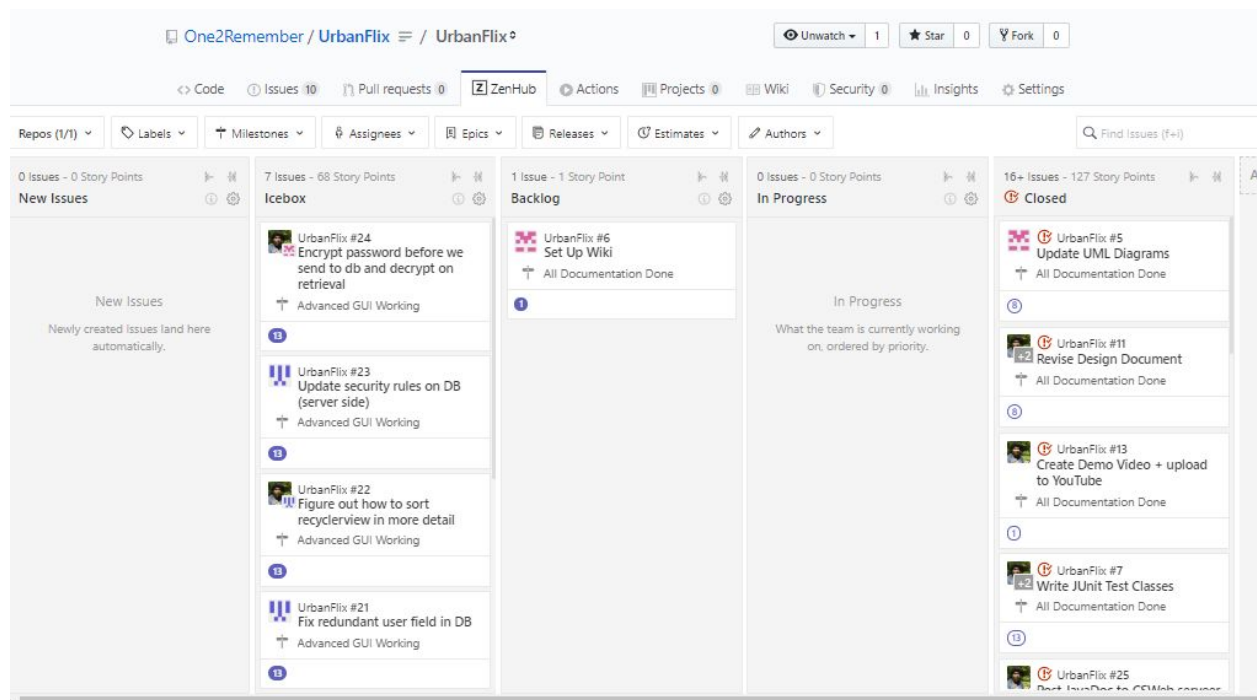 One2Remember / UrbanFlix / UrbanFlix
Unwatch 1 Star 0 Fork 0
<> Code Issues 10 Pull requests 0 Z ZenHub Actions Projects 0 Wiki Security 0 Insights Settings
Repos (1/1) Labels Milestones Assignees Epics Releases Estimates Authors Find Issues (f+i)
0 Issues - 0 Story Points
New Issues
New Issues
Newly created Issues land here
automatically.
7 Issues - 68 Story Points
Icebox
UrbanFlix #24
Encrypt password before we
send to db and decrypt on
retrieval
Advanced GUI Working
13
UrbanFlix #23
Update security rules on DB
(server side)
Advanced GUI Working
13
UrbanFlix #22
Figure out how to sort
recyclerview in more detail
Advanced GUI Working
13
UrbanFlix #21
Fix redundant user field in DB
Advanced GUI Working
13
1 Issue - 1 Story Point
Backlog
UrbanFlix #6
Set Up Wiki
All Documentation Done
1
0 Issues - 0 Story Points
In Progress
In Progress
What the team is currently working
on, ordered by priority.
16+ Issues - 127 Story Points
Closed
UrbanFlix #5
Update UML Diagrams
All Documentation Done
8
+2
UrbanFlix #11
Revise Design Document
All Documentation Done
8
UrbanFlix #13
Create Demo Video + upload
to YouTube
All Documentation Done
1
+2
UrbanFlix #7
Write JUnit Test Classes
All Documentation Done
13
UrbanFlix #25
Post JavaDoc to CSWeb server
A